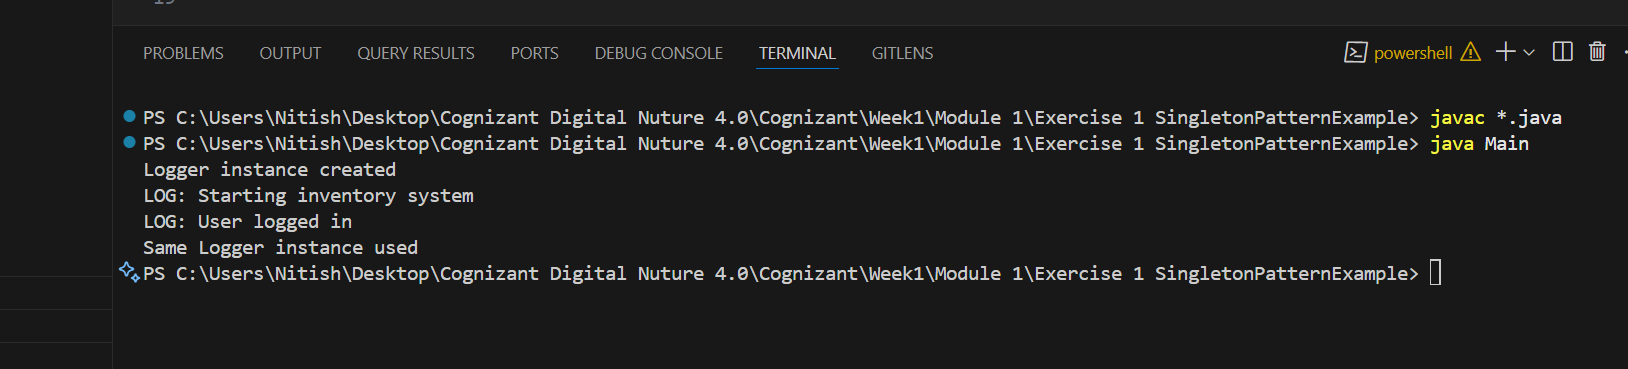 PROBLEMS OUTPUT QUERY RESULTS PORTS DEBUG CONSOLE TERMINAL GITLENS powershell
PS C:\Users\Nitish\Desktop\Cognizant Digital Nuture 4.0\Cognizant\Week1\Module 1\Exercise 1 SingletonPatternExample> javac *.java
PS C:\Users\Nitish\Desktop\Cognizant Digital Nuture 4.0\Cognizant\Week1\Module 1\Exercise 1 SingletonPatternExample> java Main
Logger instance created
LOG: Starting inventory system
LOG: User logged in
Same Logger instance used
PS C:\Users\Nitish\Desktop\Cognizant Digital Nuture 4.0\Cognizant\Week1\Module 1\Exercise 1 SingletonPatternExample>